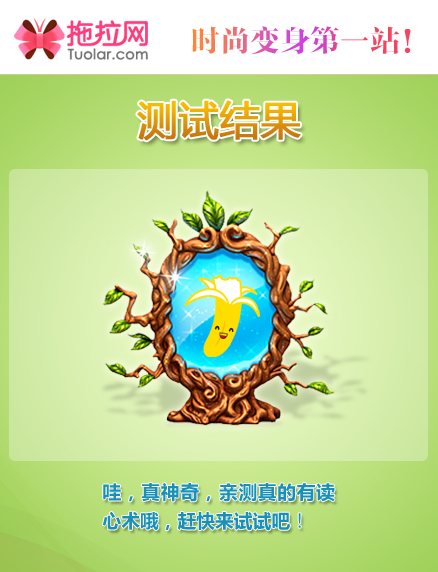 拖拉网
Tuolar.com
时尚变身第一站!
测试结果
哇，真神奇，亲测真的有读
心术哦，赶快来试试吧！